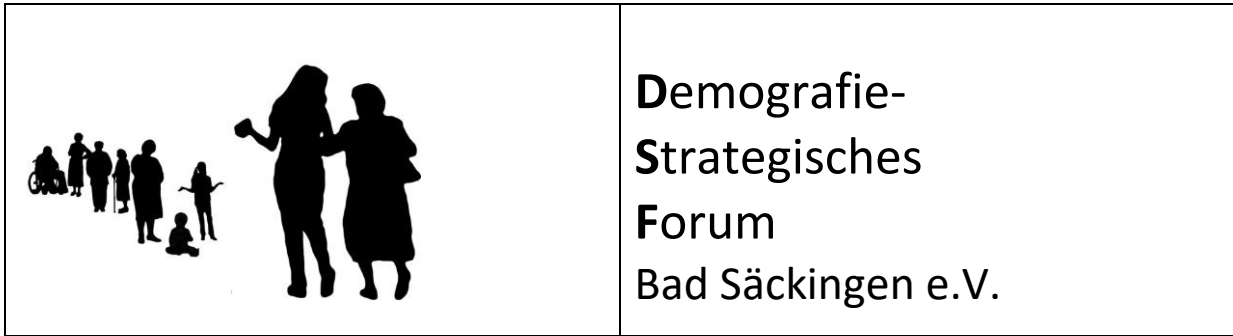 Demografie-
Strategisches
Forum
Bad Säckingen e.V.